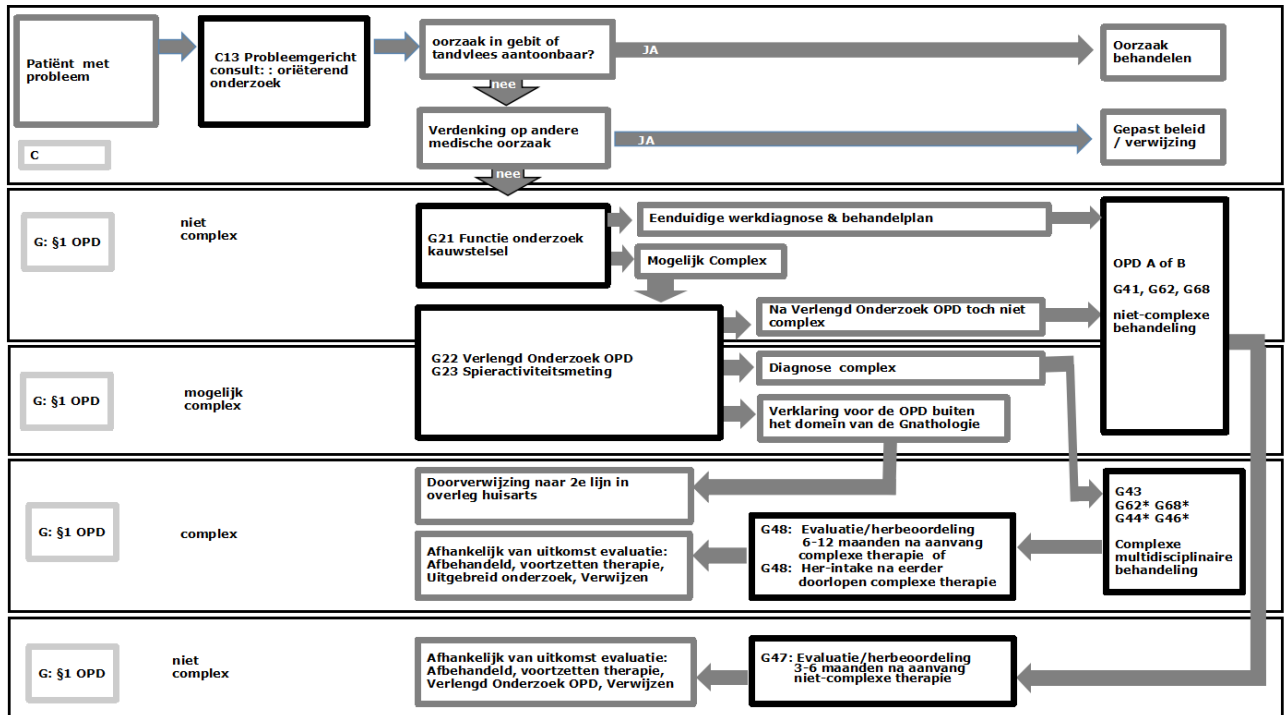 Patiënt  met
probleem
C13 Probleemgericht
consult: : oriëterend
onderzoek
oorzaak in gebit of
tandvlees aantoonbaar?
JA
Oorzaak
behandelen
nee
Verdenking op andere
medische oorzaak
JA
Gepast beleid
/ verwijzing
C
nee
G: §1 OPD
niet
complex
G21 Functie onderzoek
kauwstelsel
Eenduidige werkdiagnose & behandelplan
Mogelijk Complex
OPD A of B
G41, G62, G68
niet-complexe
behandeling
Na Verlengd Onderzoek OPD toch niet
complex
G22 Verlengd Onderzoek OPD
G23 Spieractiviteitsmeting
G: §1 OPD
mogelijk
complex
Diagnose  complex
Verklaring voor de OPD buiten
het domein van de Gnathologie
G: §1 OPD
complex
Doorverwijzing naar 2e lijn in
overleg huisarts
Afhankelijk van uitkomst evaluatie:
Afbehandeld, voortzetten therapie,
Uitgebreid onderzoek, Verwijzen
G48:  Evaluatie/herbeoordeling
6-12 maanden na aanvang
complexe therapie  of
G48:  Her-intake na eerder
doorlopen complexe therapie
G43
G62* G68*
G44* G46*
Complexe
multidisciplinaire
behandeling
G: §1 OPD
niet
complex
Afhankelijk van uitkomst evaluatie:
Afbehandeld, voortzetten therapie,
Verlengd Onderzoek OPD, Verwijzen
G47: Evaluatie/herbeoordeling
3-6 maanden na aanvang
niet-complexe therapie